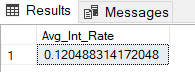 Results Messages
Avg_Int_Rate
1 0.120488314172048